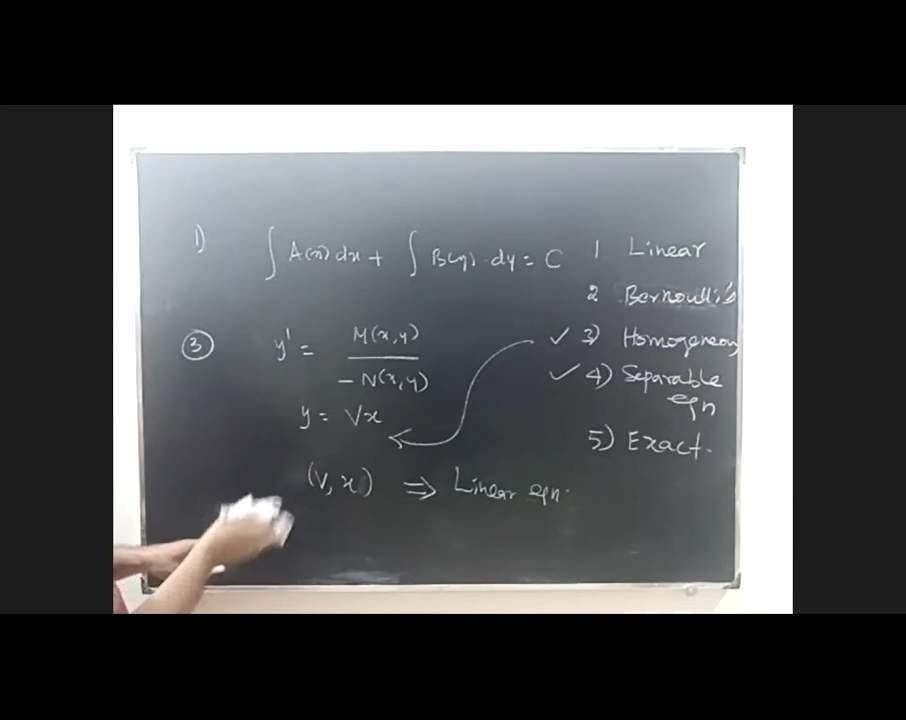 1) ∫ A(x) dx + ∫ B(y) · dy = C
③ y' = M(x,y) / - N(x,y)
y = Vx
(V, x) ⇒ Linear eqn.
1 Linear
2 Bernoulli's
✓ 3) Homogeneous
✓ 4) Separable
eqn
5) Exact.